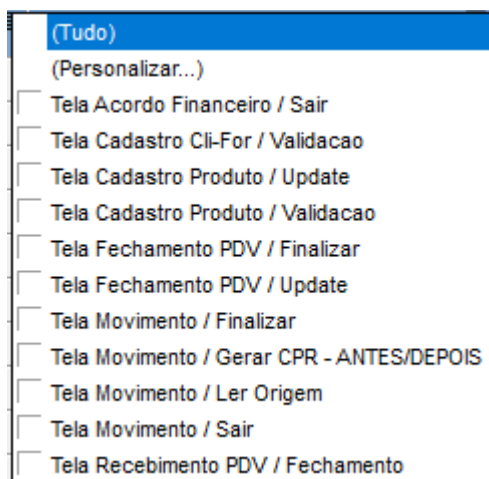 (Tudo)
(Personalizar...)
Tela Acordo Financeiro / Sair
Tela Cadastro Cli-For / Validacao
Tela Cadastro Produto / Update
Tela Cadastro Produto / Validacao
Tela Fechamento PDV / Finalizar
Tela Fechamento PDV / Update
Tela Movimento / Finalizar
Tela Movimento / Gerar CPR - ANTES/DEPOIS
Tela Movimento / Ler Origem
Tela Movimento / Sair
Tela Recebimento PDV / Fechamento